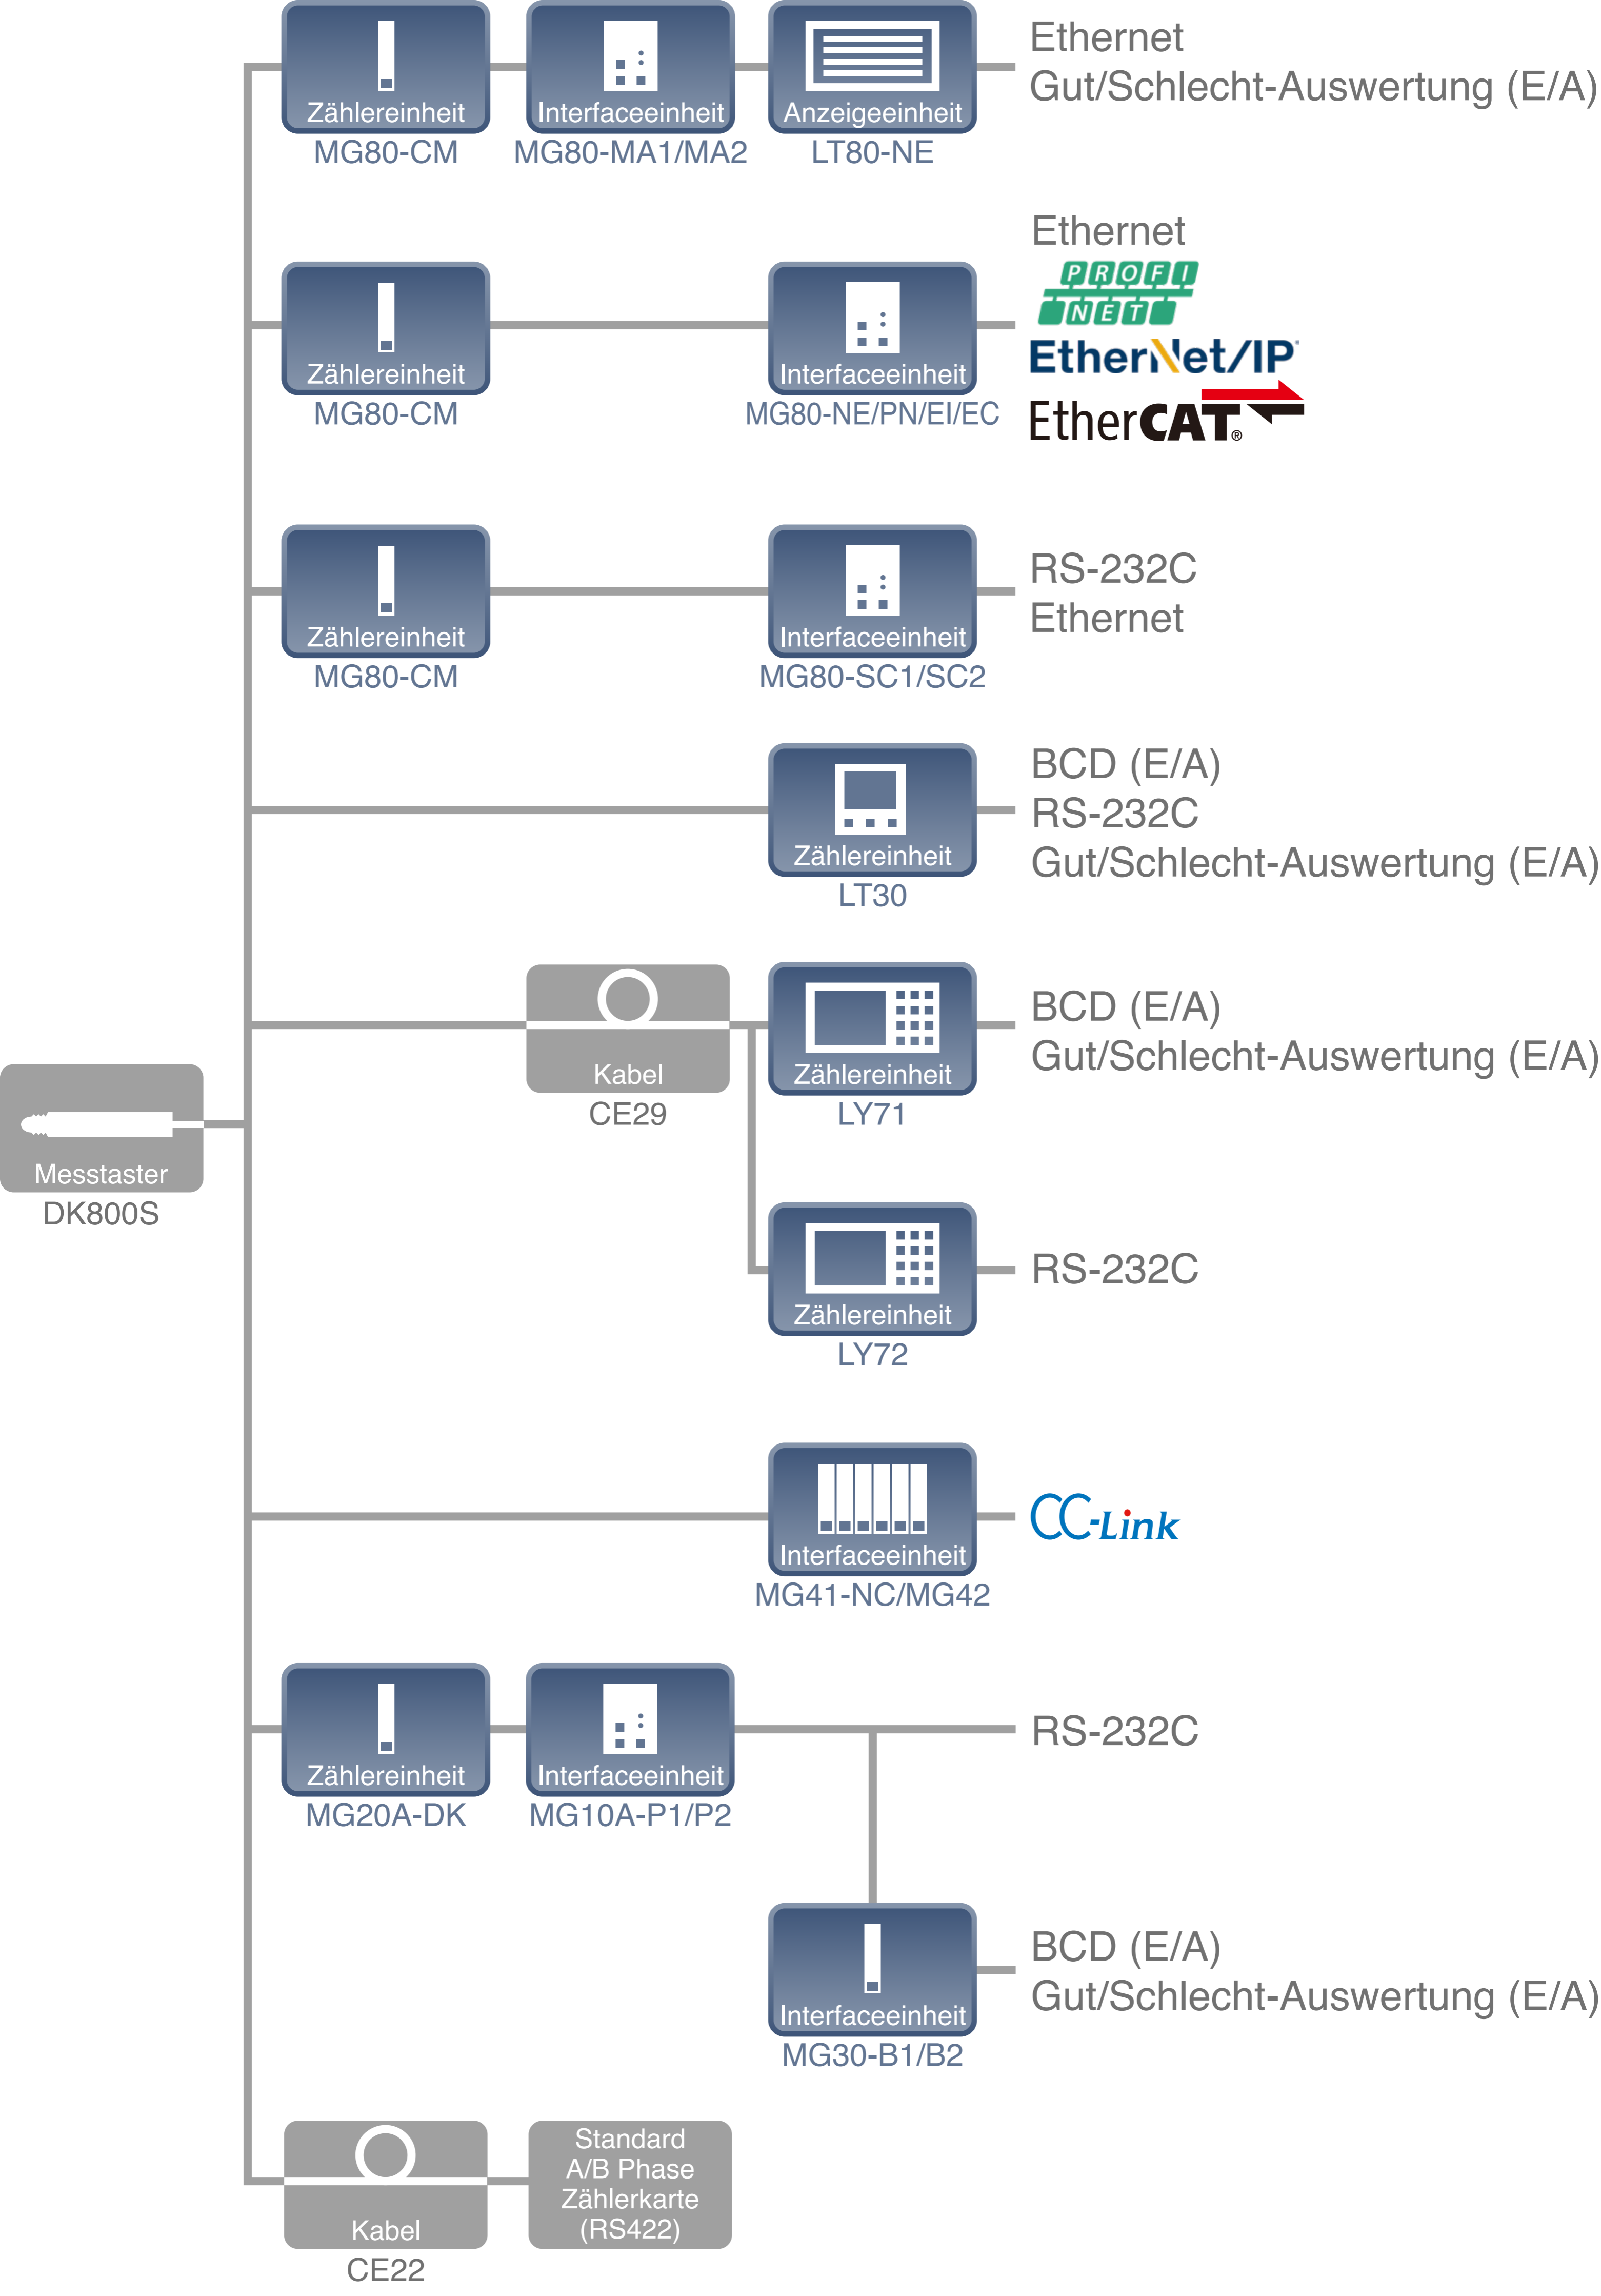 Zählereinheit
MG80-CM
Interfaceeinheit
MG80-MA1/MA2
Anzeigeeinheit
LT80-NE
Ethernet
Gut/Schlecht-Auswertung (E/A)
Zählereinheit
MG80-CM
Interfaceeinheit
MG80-NE/PN/EI/EC
Ethernet
PROFI
NET
EtherNet/IP
EtherCAT®
Zählereinheit
MG80-CM
Interfaceeinheit
MG80-SC1/SC2
RS-232C
Ethernet
Zählereinheit
LT30
BCD (E/A)
RS-232C
Gut/Schlecht-Auswertung (E/A)
Kabel
CE29
Zählereinheit
LY71
BCD (E/A)
Gut/Schlecht-Auswertung (E/A)
Messtaster
DK800S
Zählereinheit
LY72
RS-232C
Interfaceeinheit
MG41-NC/MG42
CC-Link
Zählereinheit
MG20A-DK
Interfaceeinheit
MG10A-P1/P2
RS-232C
Interfaceeinheit
MG30-B1/B2
BCD (E/A)
Gut/Schlecht-Auswertung (E/A)
Kabel
CE22
Standard
A/B Phase
Zählerkarte
(RS422)